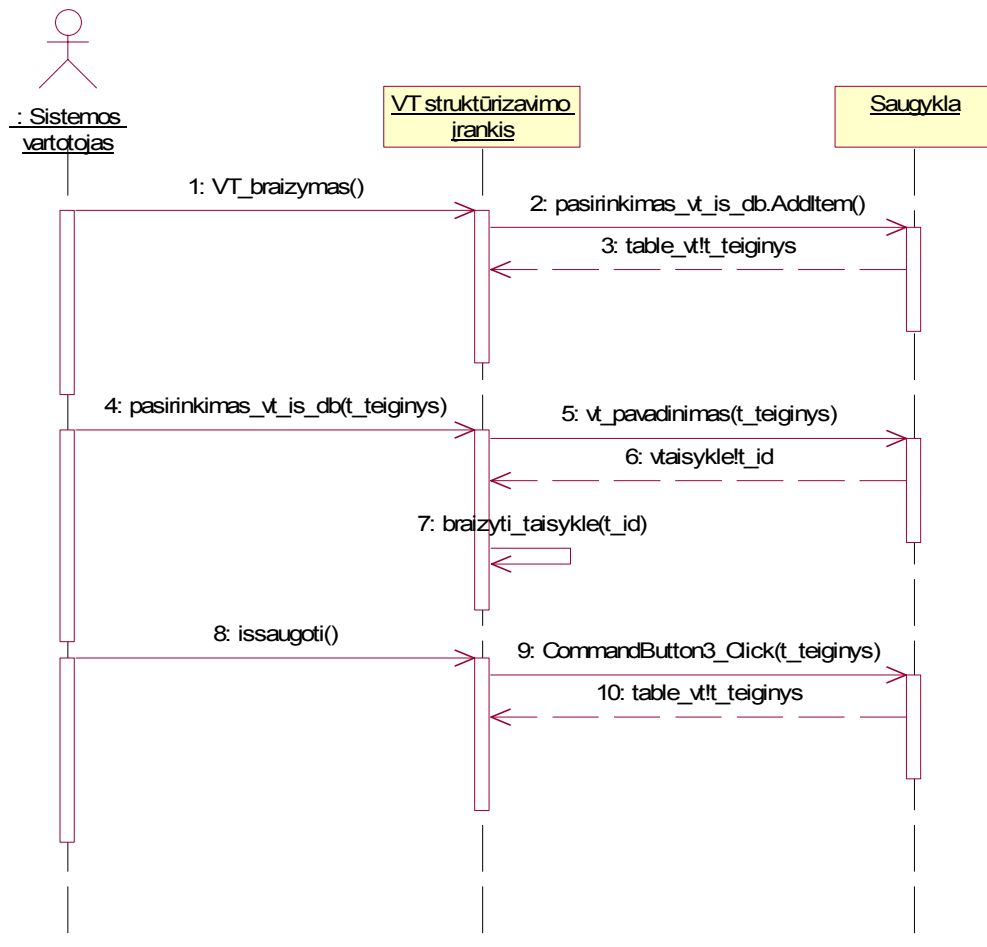 : Sistemos
vartotojas
VT struktūrizavimo
įrankis
Saugykla
1: VT_braizymas()
2: pasirinkimas_vt_is_db.AddItem()
3: table_vt!t_teiginys
4: pasirinkimas_vt_is_db(t_teiginys)
5: vt_pavadinimas(t_teiginys)
6: vtaisykle!t_id
7: braizyti_taisykle(t_id)
8: issaugoti()
9: CommandButton3_Click(t_teiginys)
10: table_vt!t_teiginys